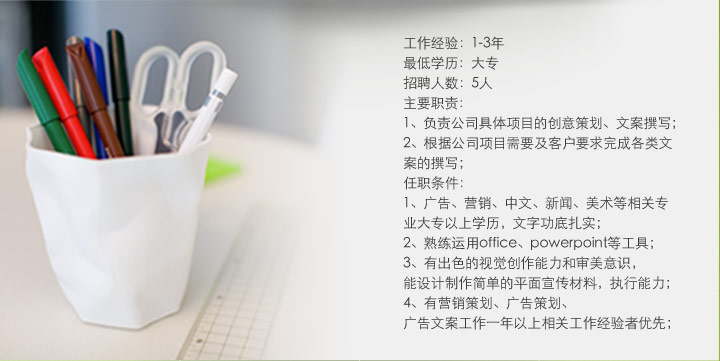 工作经验：1-3年
最低学历：大专
招聘人数：5人
主要职责：
1、负责公司具体项目的创意策划、文案撰写；
2、根据公司项目需要及客户要求完成各类文
案的撰写；
任职条件：
1、广告、营销、中文、新闻、美术等相关专
业大专以上学历，文字功底扎实；
2、熟练运用office、powerpoint等工具；
3、有出色的视觉创作能力和审美意识，
能设计制作简单的平面宣传材料，执行能力；
4、有营销策划、广告策划、
广告文案工作一年以上相关工作经验者优先；